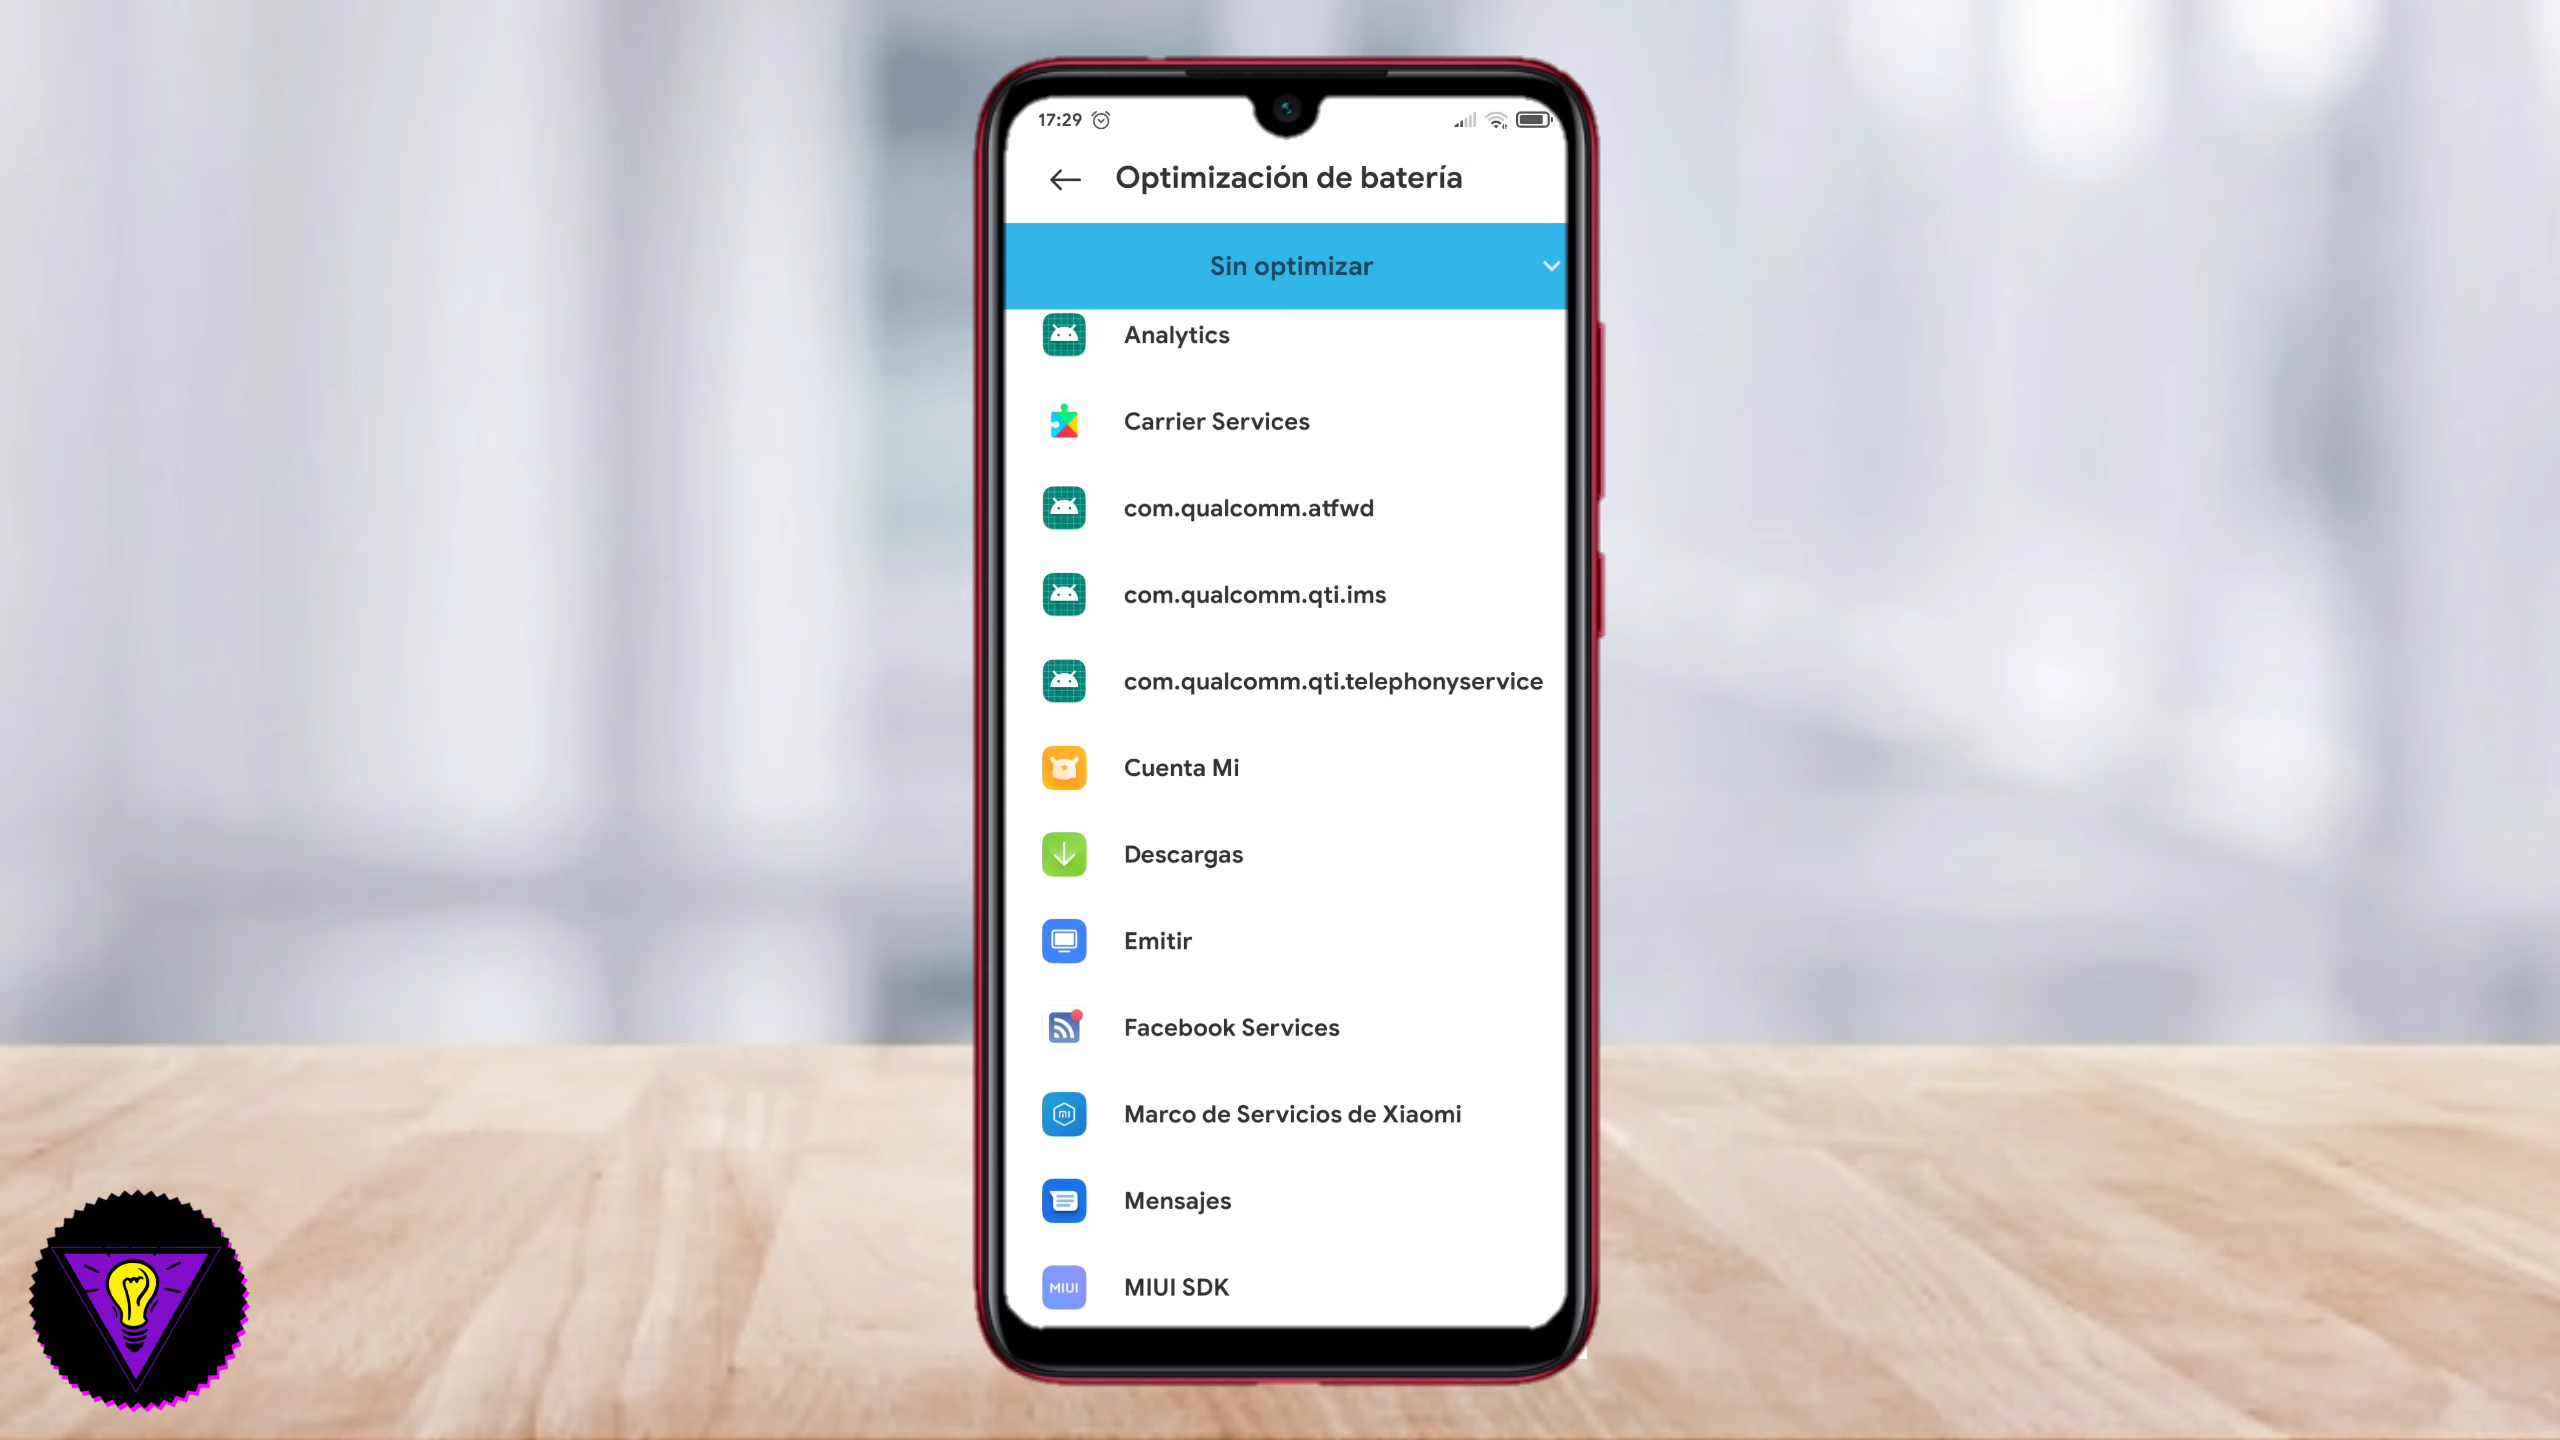 17:29
Optimización de batería
Sin optimizar
Analytics
Carrier Services
com.qualcomm.atfwd
com.qualcomm.qti.ims
com.qualcomm.qti.telephonyservice
Cuenta Mi
Descargas
Emitir
Facebook Services
Marco de Servicios de Xiaomi
Mensajes
MIUI MIUI SDK